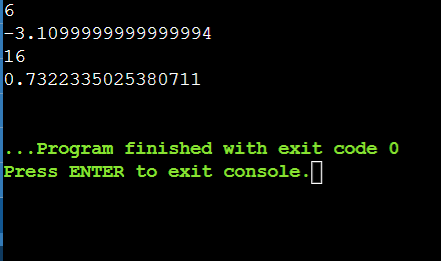 6
-3.1099999999999994
16
0.7322335025380711
...Program finished with exit code 0
Press ENTER to exit console.